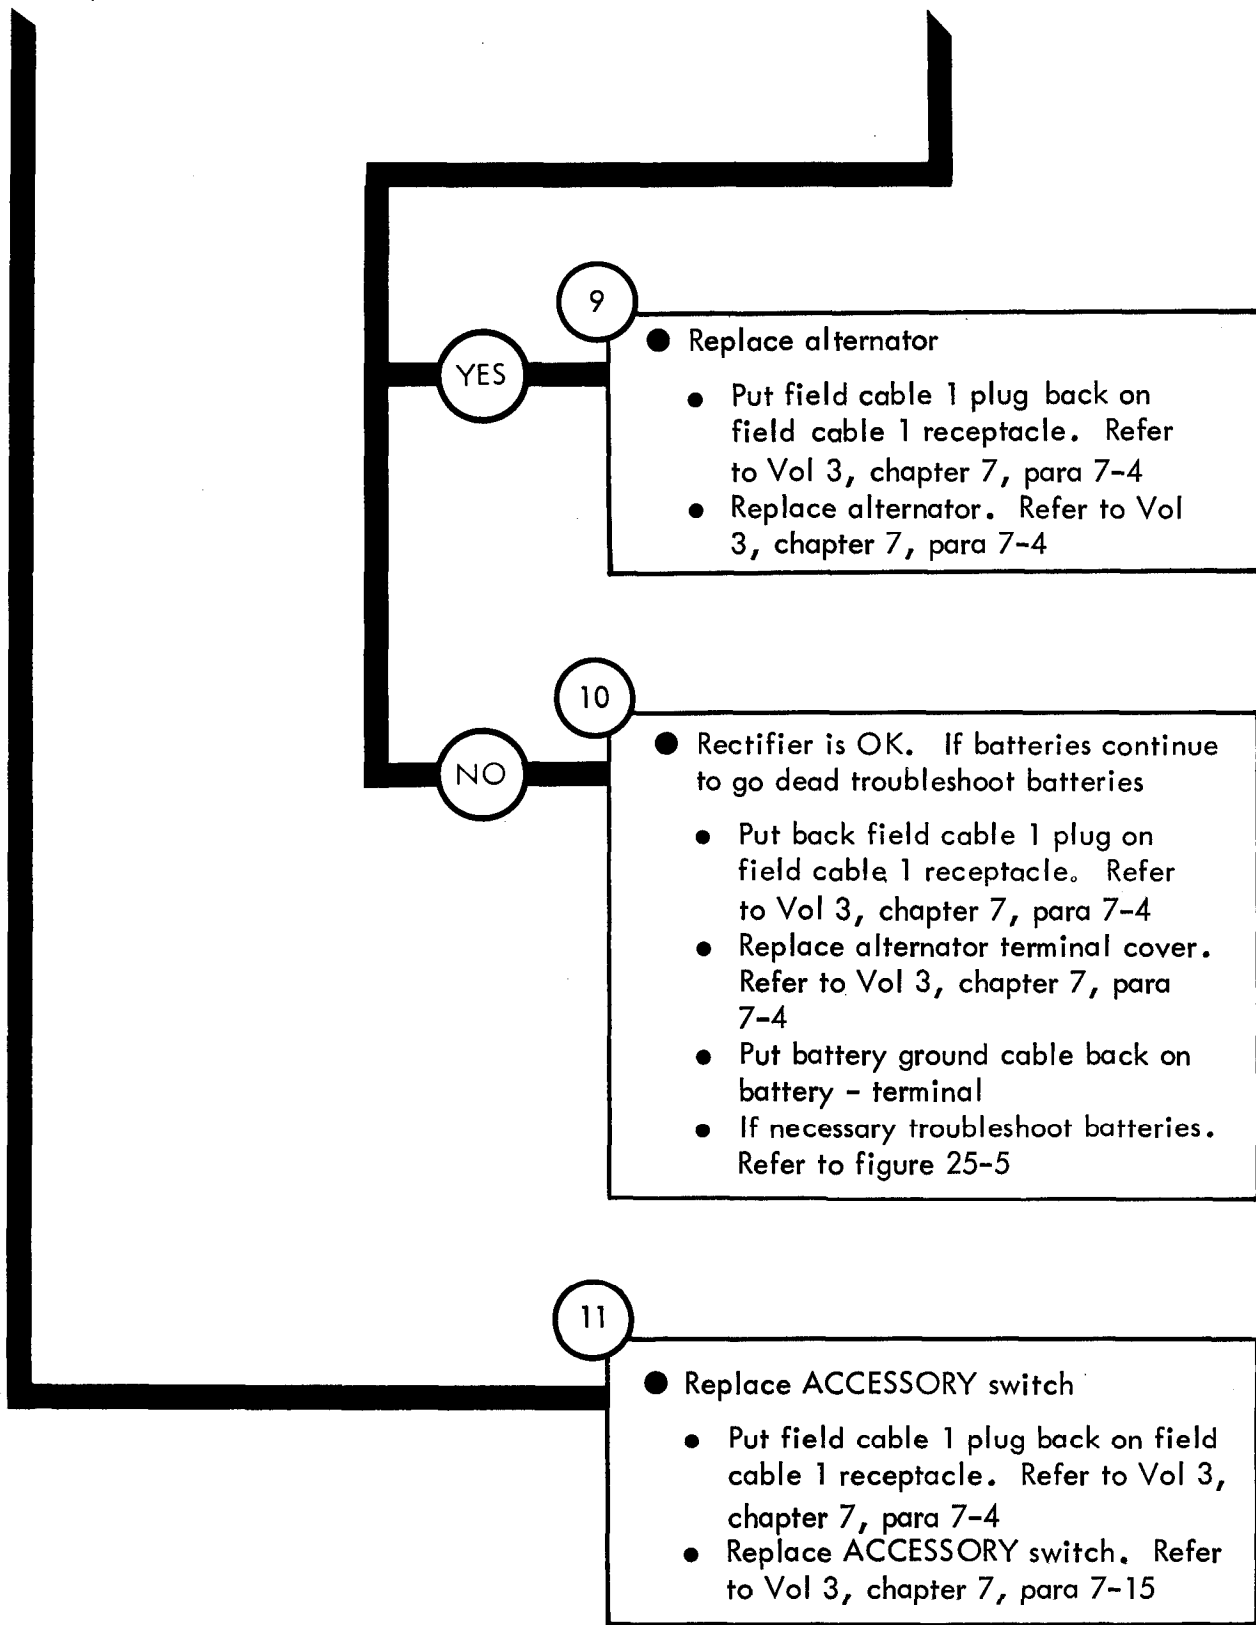 9
● Replace alternator
YES
● Put field cable 1 plug back on
field cable 1 receptacle. Refer
to Vol 3, chapter 7, para 7-4
● Replace alternator. Refer to Vol
3, chapter 7, para 7-4
10
● Rectifier is OK. If batteries continue
to go dead troubleshoot batteries
NO
● Put back field cable 1 plug on
field cable 1 receptacle. Refer
to Vol 3, chapter 7, para 7-4
● Replace alternator terminal cover.
Refer to Vol 3, chapter 7, para
7-4
● Put battery ground cable back on
battery - terminal
● If necessary troubleshoot batteries.
Refer to figure 25-5
11
● Replace ACCESSORY switch
● Put field cable 1 plug back on field
cable 1 receptacle. Refer to Vol 3,
chapter 7, para 7-4
● Replace ACCESSORY switch. Refer
to Vol 3, chapter 7, para 7-15